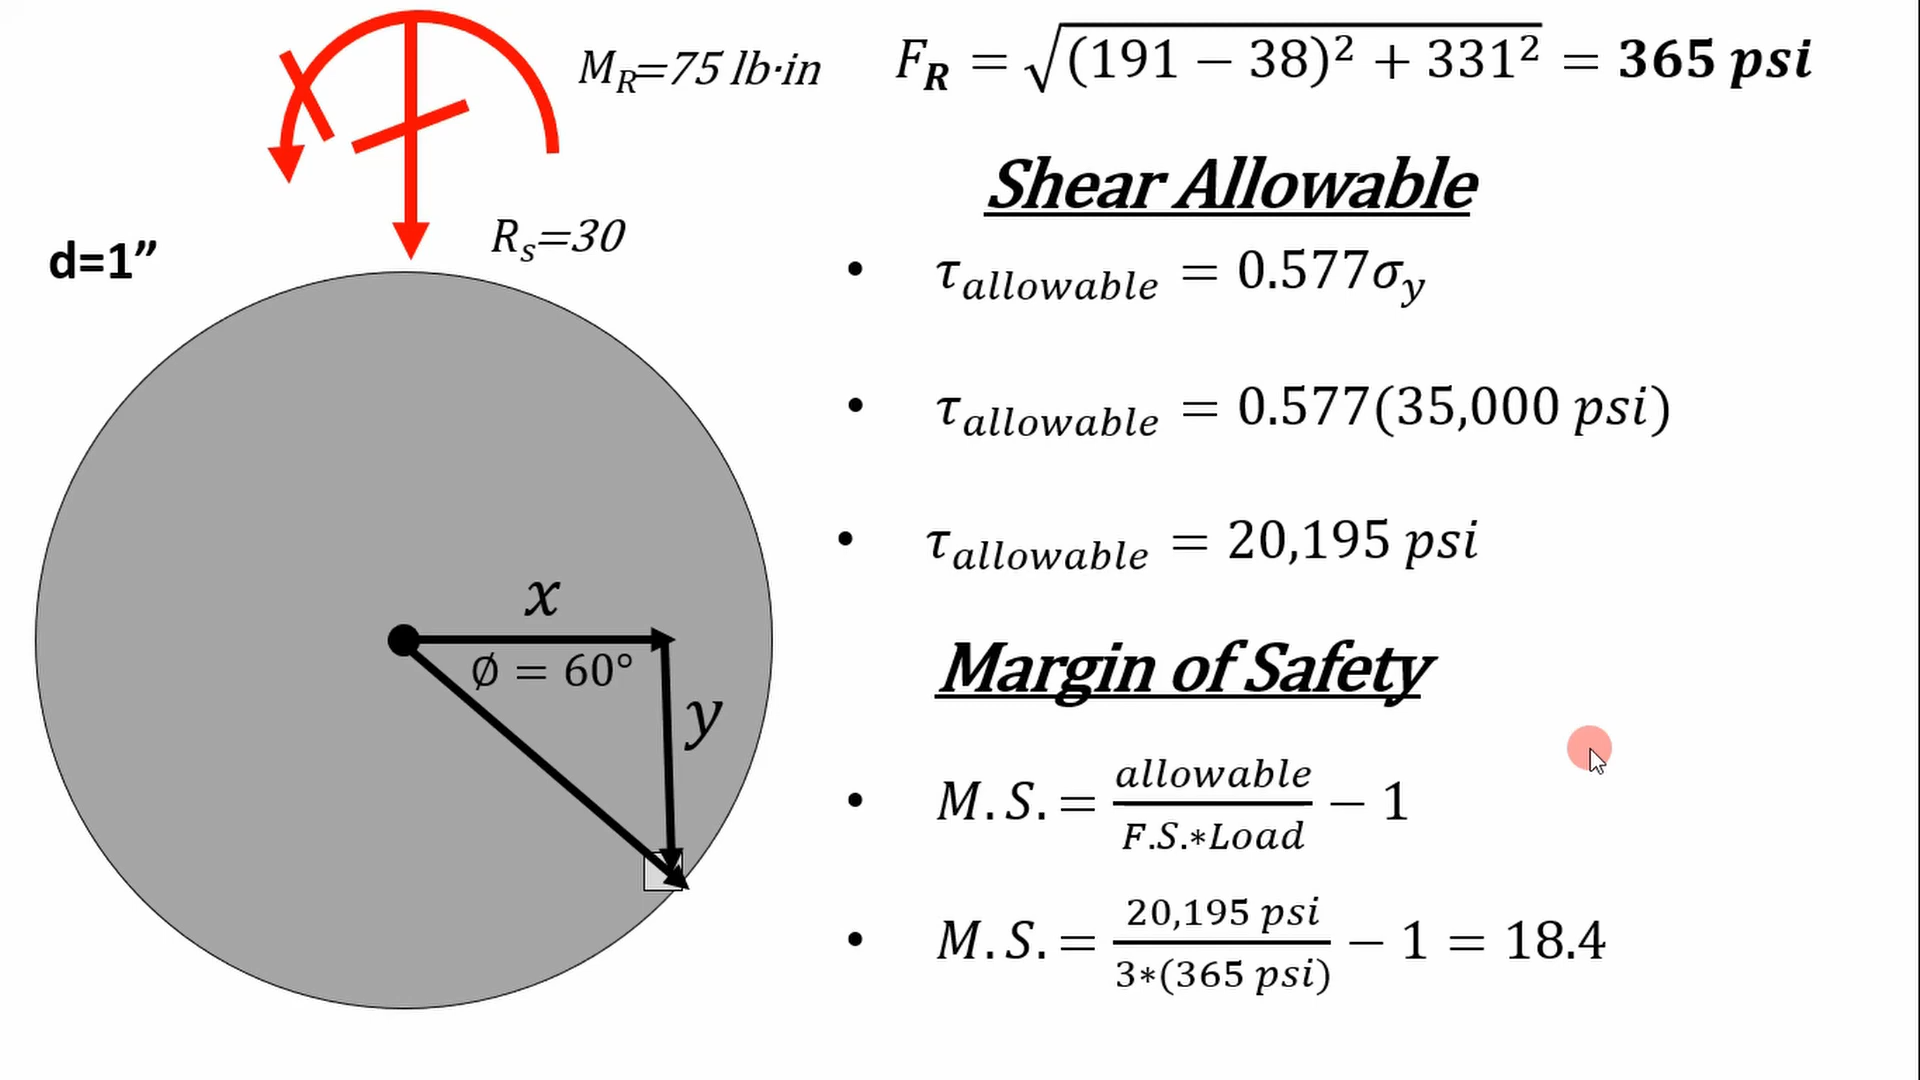 M_R=75 lb·in
F_R = √((191 − 38)² + 331²) = 365 psi
Shear Allowable
R_s=30
d=1”
• τ_allowable = 0.577σ_y
• τ_allowable = 0.577(35,000 psi)
• τ_allowable = 20,195 psi
x
∅ = 60°
y
Margin of Safety
• M.S.= allowable / F.S.∗Load − 1
• M.S.= 20,195 psi / 3∗(365 psi) − 1 = 18.4